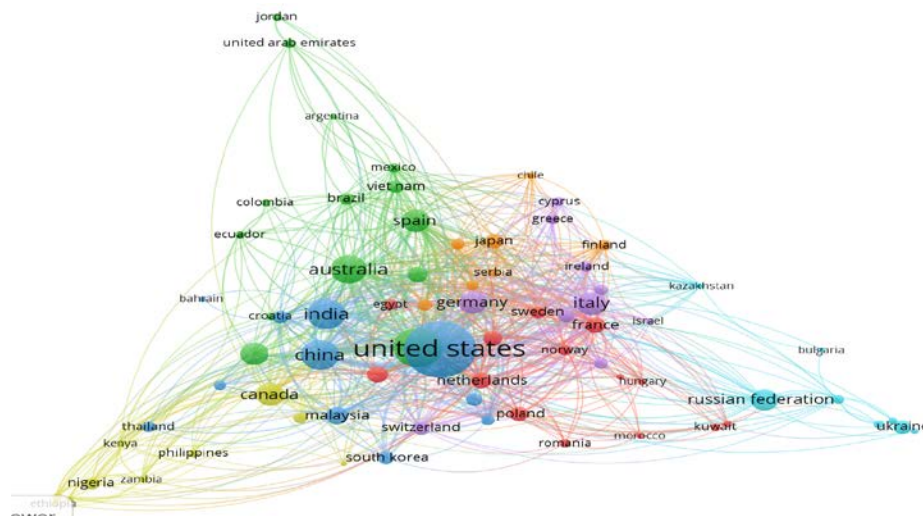 jordan
united arab emirates
argentina
mexico
viet nam
chile
colombia
brazil
cyprus
spain
greece
ecuador
japan
finland
australia
serbia
ireland
kazakhstan
bahrain
egypt
germany
italy
india
sweden
croatia
france
israel
china
united states
norway
bulgaria
netherlands
hungary
canada
russian federation
malaysia
poland
thailand
switzerland
kuwait
ukraine
kenya
romania
morocco
philippines
south korea
zambia
nigeria
ethiopia